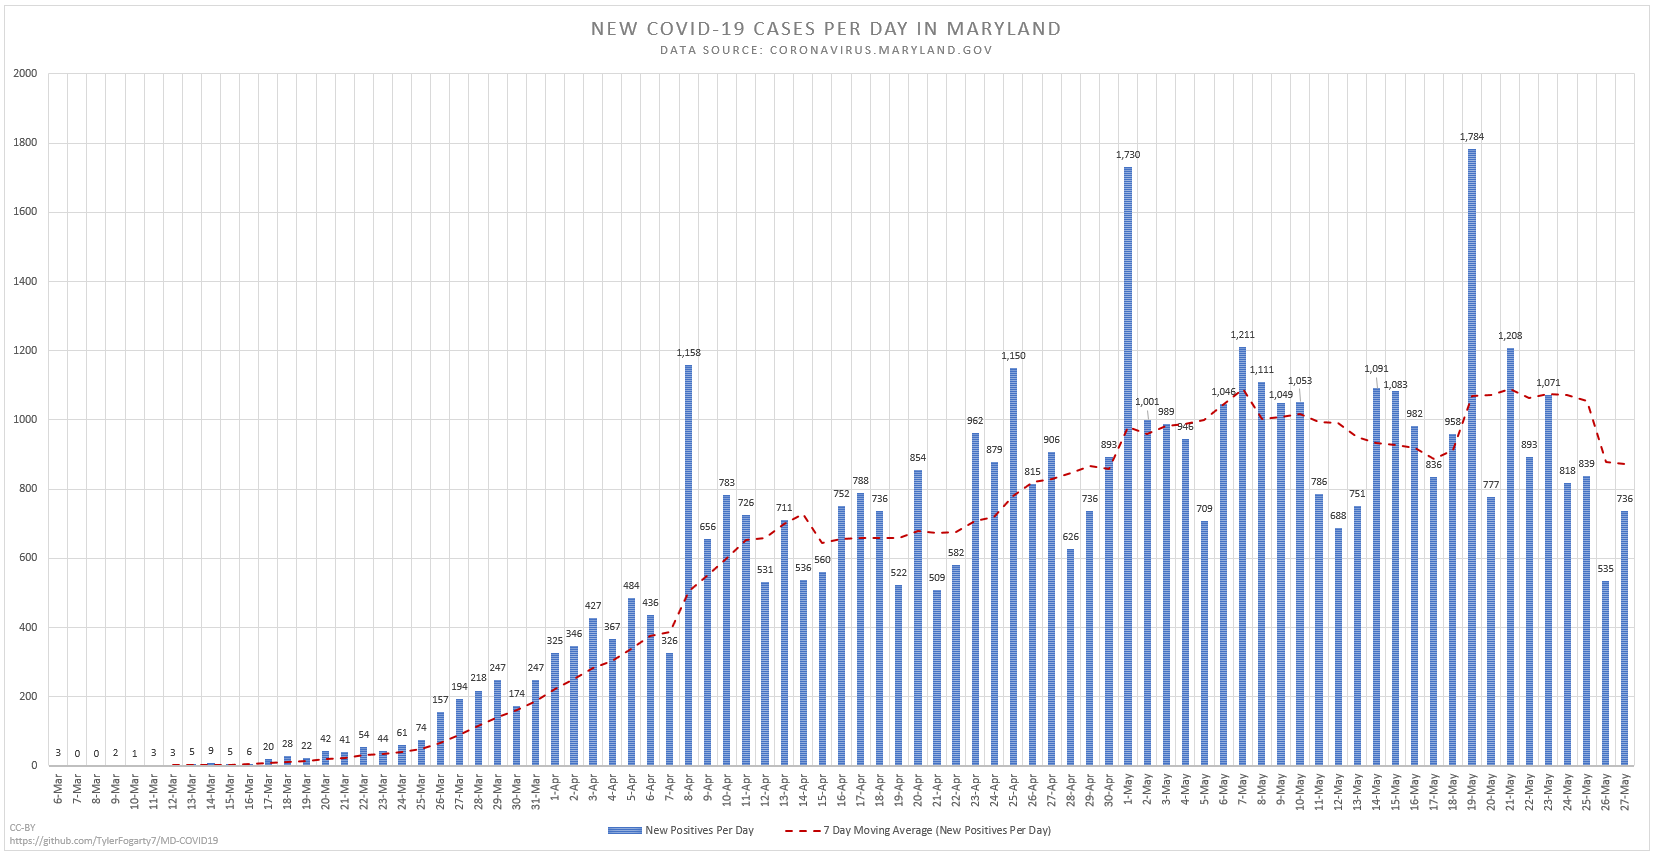 NEW COVID-19 CASES PER DAY IN MARYLAND
DATA SOURCE: CORONAVIRUS.MARYLAND.GOV
2000
1800
1600
1400
1200
1000
800
600
400
200
0
3 0 0 2 1 3 3 5 9 5 6 20 28 22 42 41 54 44 61 74 157 194 218 247 174 247 325 346 427 367 484 436 326 1,158 656 783 726 531 711 536 560 752 788 736 522 854 509 582 962 879 1,150 815 906 626 736 893 1,730 1,001 989 946 709 1,046 1,211 1,111 1,049 1,053 786 688 751 1,091 1,083 982 836 958 1,784 777 1,208 893 1,071 818 839 535 736
6-Mar 7-Mar 8-Mar 9-Mar 10-Mar 11-Mar 12-Mar 13-Mar 14-Mar 15-Mar 16-Mar 17-Mar 18-Mar 19-Mar 20-Mar 21-Mar 22-Mar 23-Mar 24-Mar 25-Mar 26-Mar 27-Mar 28-Mar 29-Mar 30-Mar 31-Mar 1-Apr 2-Apr 3-Apr 4-Apr 5-Apr 6-Apr 7-Apr 8-Apr 9-Apr 10-Apr 11-Apr 12-Apr 13-Apr 14-Apr 15-Apr 16-Apr 17-Apr 18-Apr 19-Apr 20-Apr 21-Apr 22-Apr 23-Apr 24-Apr 25-Apr 26-Apr 27-Apr 28-Apr 29-Apr 30-Apr 1-May 2-May 3-May 4-May 5-May 6-May 7-May 8-May 9-May 10-May 11-May 12-May 13-May 14-May 15-May 16-May 17-May 18-May 19-May 20-May 21-May 22-May 23-May 24-May 25-May 26-May 27-May
New Positives Per Day 7 Day Moving Average (New Positives Per Day)
CC-BY
https://github.com/TylerFogarty7/MD-COVID19